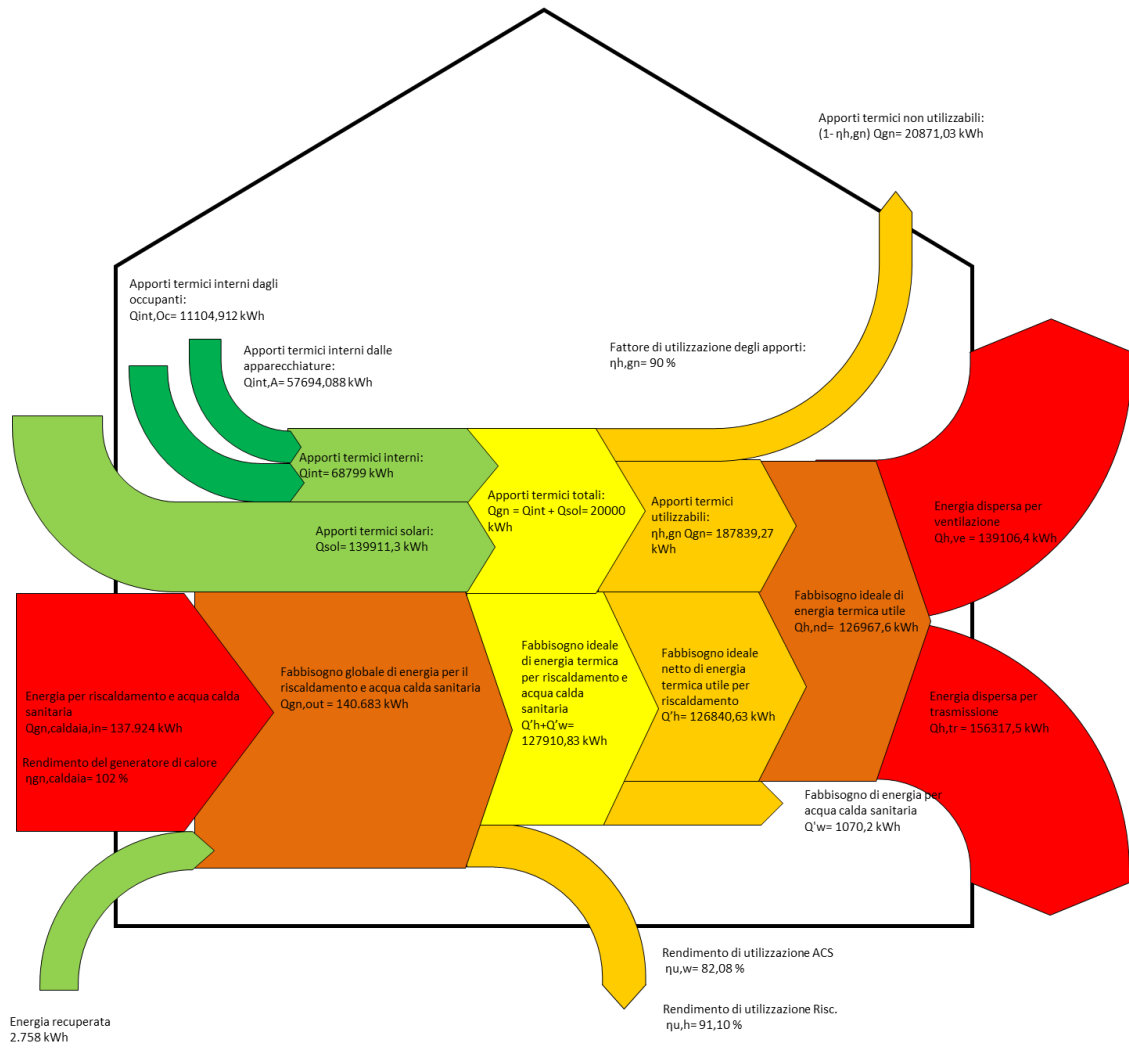 Apporti termici non utilizzabili:
(1- ηh,gn) Qgn= 20871,03 kWh
Apporti termici interni dagli
occupanti:
Qint,Oc= 11104,912 kWh
Apporti termici interni dalle
apparecchiature:
Qint,A= 57694,088 kWh
Fattore di utilizzazione degli apporti:
ηh,gn= 90 %
Apporti termici interni:
Qint= 68799 kWh
Apporti termici solari:
Qsol= 139911,3 kWh
Apporti termici totali:
Qgn = Qint + Qsol= 20000
kWh
Apporti termici
utilizzabili:
ηh,gn Qgn= 187839,27
kWh
Energia dispersa per
ventilazione
Qh,ve = 139106,4 kWh
Fabbisogno ideale di
energia termica utile
Qh,nd= 126967,6 kWh
Energia per riscaldamento e acqua calda
sanitaria
Qgn,caldaia,In= 137.924 kWh
Rendimento del generatore di calore
ηgn,caldaia= 102 %
Fabbisogno globale di energia per il
riscaldamento e acqua calda sanitaria
Qgn,out = 140.683 kWh
Fabbisogno ideale
di energia termica
per riscaldamento e
acqua calda
sanitaria
Q’h+Q’w=
127910,83 kWh
Fabbisogno ideale
netto di energia
termica utile per
riscaldamento
Q’h= 126840,63 kWh
Energia dispersa per
trasmissione
Qh,tr = 156317,5 kWh
Fabbisogno di energia per
acqua calda sanitaria
Q'w= 1070,2 kWh
Rendimento di utilizzazione ACS
ηu,w= 82,08 %
Rendimento di utilizzazione Risc.
ηu,h= 91,10 %
Energia recuperata
2.758 kWh